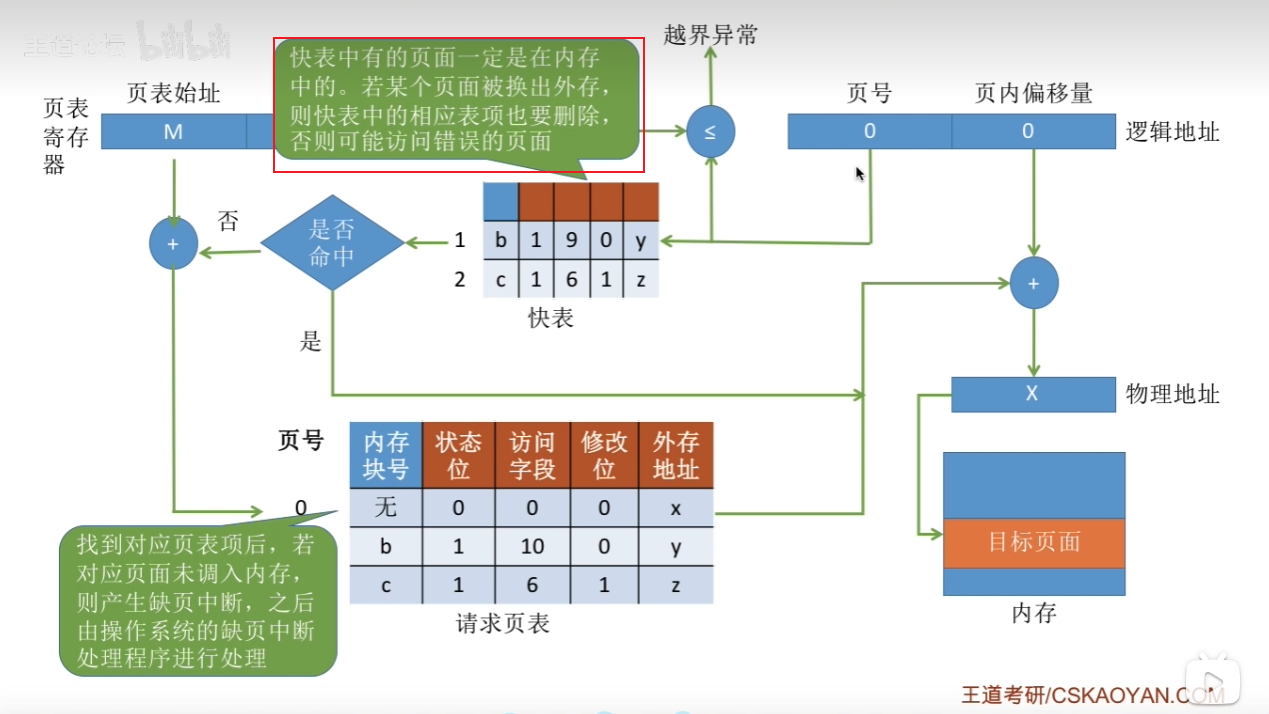 王道论坛 bilibili
越界异常
快表中有的页面一定是在内存
中的。若某个页面被换出外存，
则快表中的相应表项也要删除，
否则可能访问错误的页面
页表始址
页号
页内偏移量
页表
寄存
器
M
≤
0
0
逻辑地址
否
是否
命中
+
1
b
1
9
0
y
2
c
1
6
1
z
快表
+
是
X
物理地址
页号
内存
块号
状态
位
访问
字段
修改
位
外存
地址
0
无
0
0
0
x
b
1
10
0
y
c
1
6
1
z
请求页表
找到对应页表项后，若
对应页面未调入内存，
则产生缺页中断，之后
由操作系统的缺页中断
处理程序进行处理
目标页面
内存
王道考研/CSKAOYAN.COM